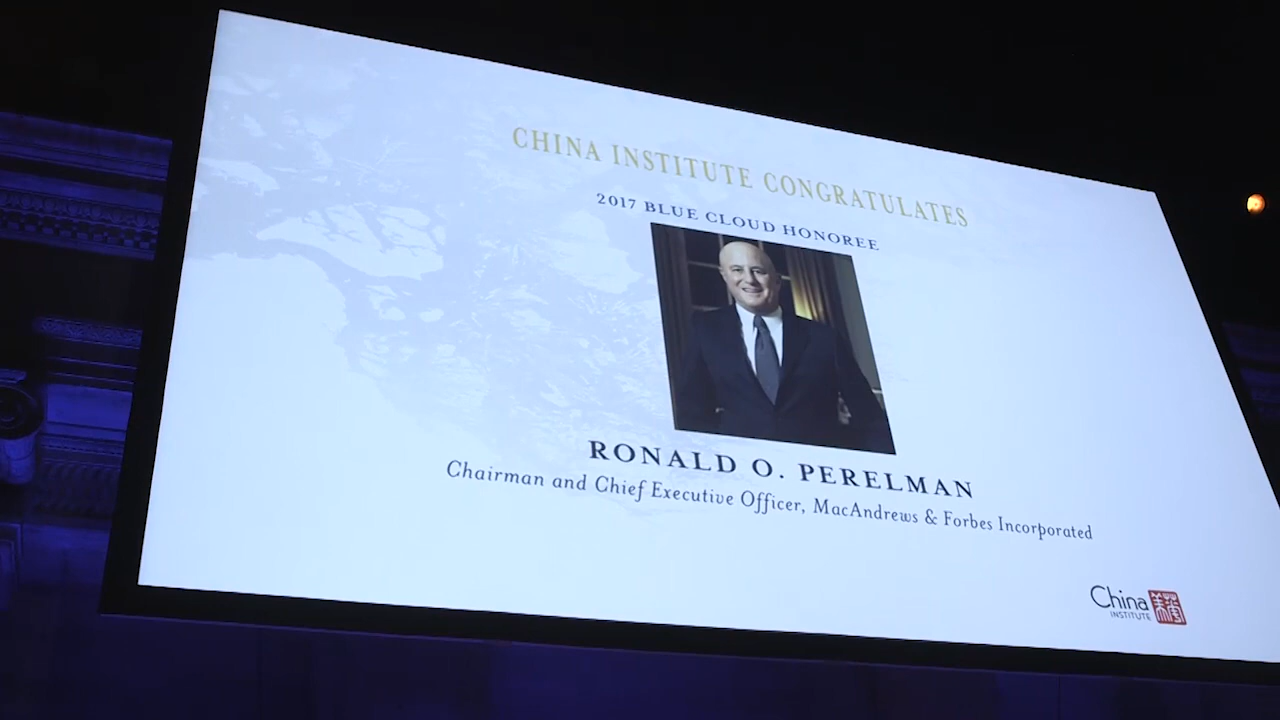 CHINA INSTITUTE CONGRATULATES
2017 BLUE CLOUD HONOREE
RONALD O. PERELMAN
Chairman and Chief Executive Officer, MacAndrews & Forbes Incorporated
China
INSTITUTE